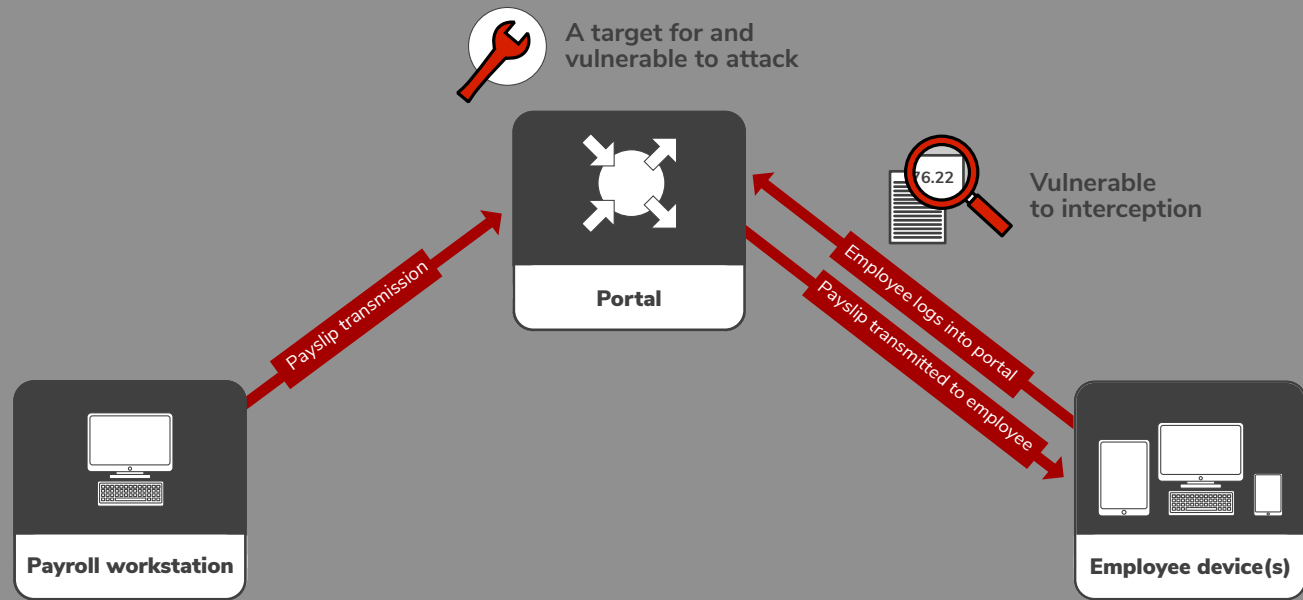 A target for and
vulnerable to attack
76.22
Vulnerable
to interception
Portal
Payslip transmission
Employee logs into portal
Payslip transmitted to employee
Payroll workstation
Employee device(s)